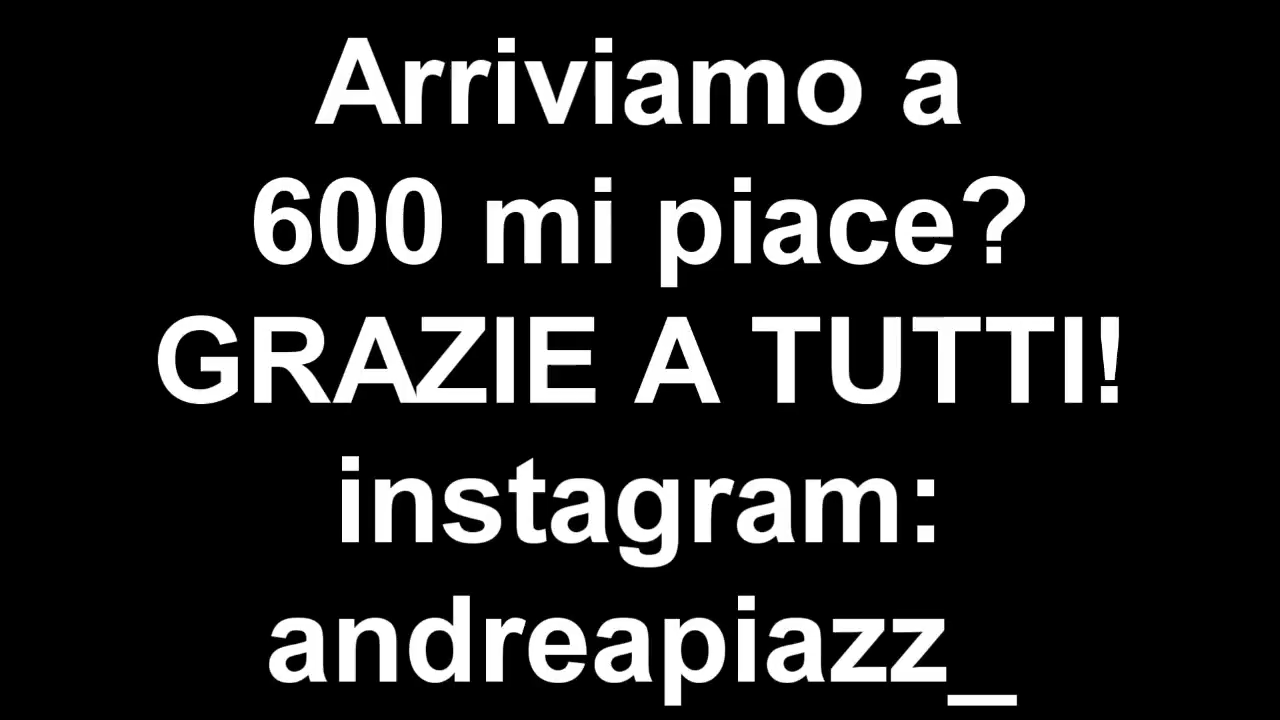 Arriviamo a
600 mi piace?
GRAZIE A TUTTI!
instagram:
andreapiazz_